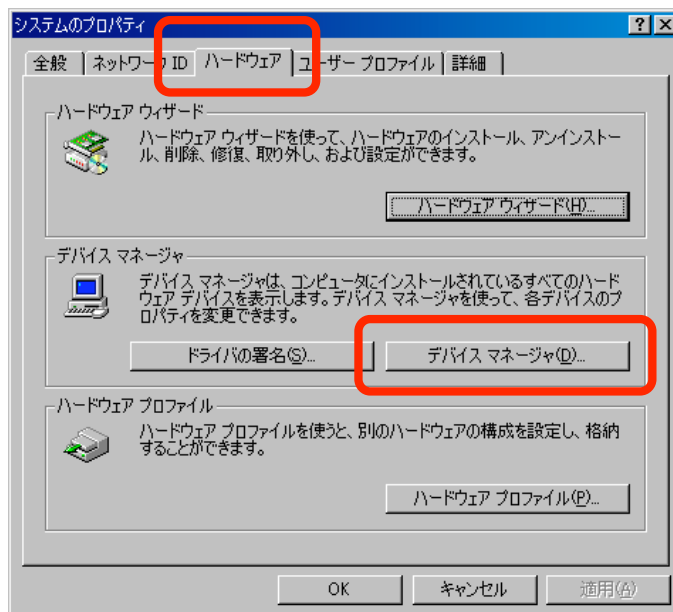 システムのプロパティ
全般
ネットワーク ID
ハードウェア
ユーザー プロファイル
詳細
ハードウェア ウィザード
ハードウェア ウィザードを使って、ハードウェアのインストール、アンインストー
ル、削除、修復、取り外し、および設定ができます。
ハードウェア ウィザード(H)...
デバイス マネージャ
デバイス マネージャは、コンピュータにインストールされているすべてのハード
ウェア デバイスを表示します。デバイス マネージャを使って、各デバイスのプ
ロパティを変更できます。
ドライバの署名(S)...
デバイス マネージャ(D)...
ハードウェア プロファイル
ハードウェア プロファイルを使うと、別のハードウェアの構成を設定し、格納
することができます。
ハードウェア プロファイル(P)...
OK
キャンセル
適用(A)